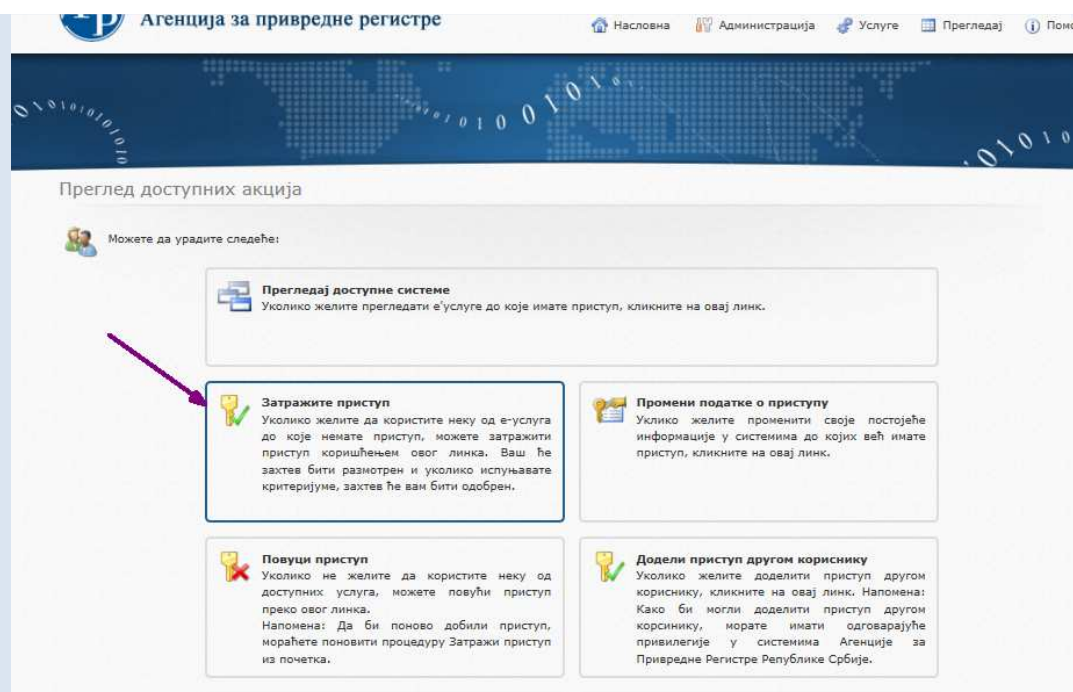 Агенција за привредне регистре
Насловна Администрација Услуге Прегледај
Преглед доступних акција
Можете да урадите следеће:
Прегледај доступне системе
Уколико желите прегледати е'услуге до које имате приступ, кликните на овај линк.
Затражите приступ
Уколико желите да користите неку од е-услуга
до које немате приступ, можете затражити
приступ коришћењем овог линка. Ваш ће
захтев бити размотрен и уколико испуњавате
критеријуме, захтев ће вам бити одобрен.
Промени податке о приступу
Уклико желите променити своје постојеће
информације у системима до којих већ имате
приступ, кликните на овај линк.
Повуци приступ
Уколико не желите да користите неку од
доступних услуга, можете повући приступ
преко овог линка.
Напомена: Да би поново добили приступ,
мораћете поновити процедуру Затражи приступ
из почетка.
Додели приступ другом кориснику
Уколико желите доделити приступ другом
кориснику, кликните на овај линк. Напомена:
Како би могли доделити приступ другом
корсинику, морате имати одговарајуће
привилегије у системима Агенције за
Привредне Регистре Републике Србије.